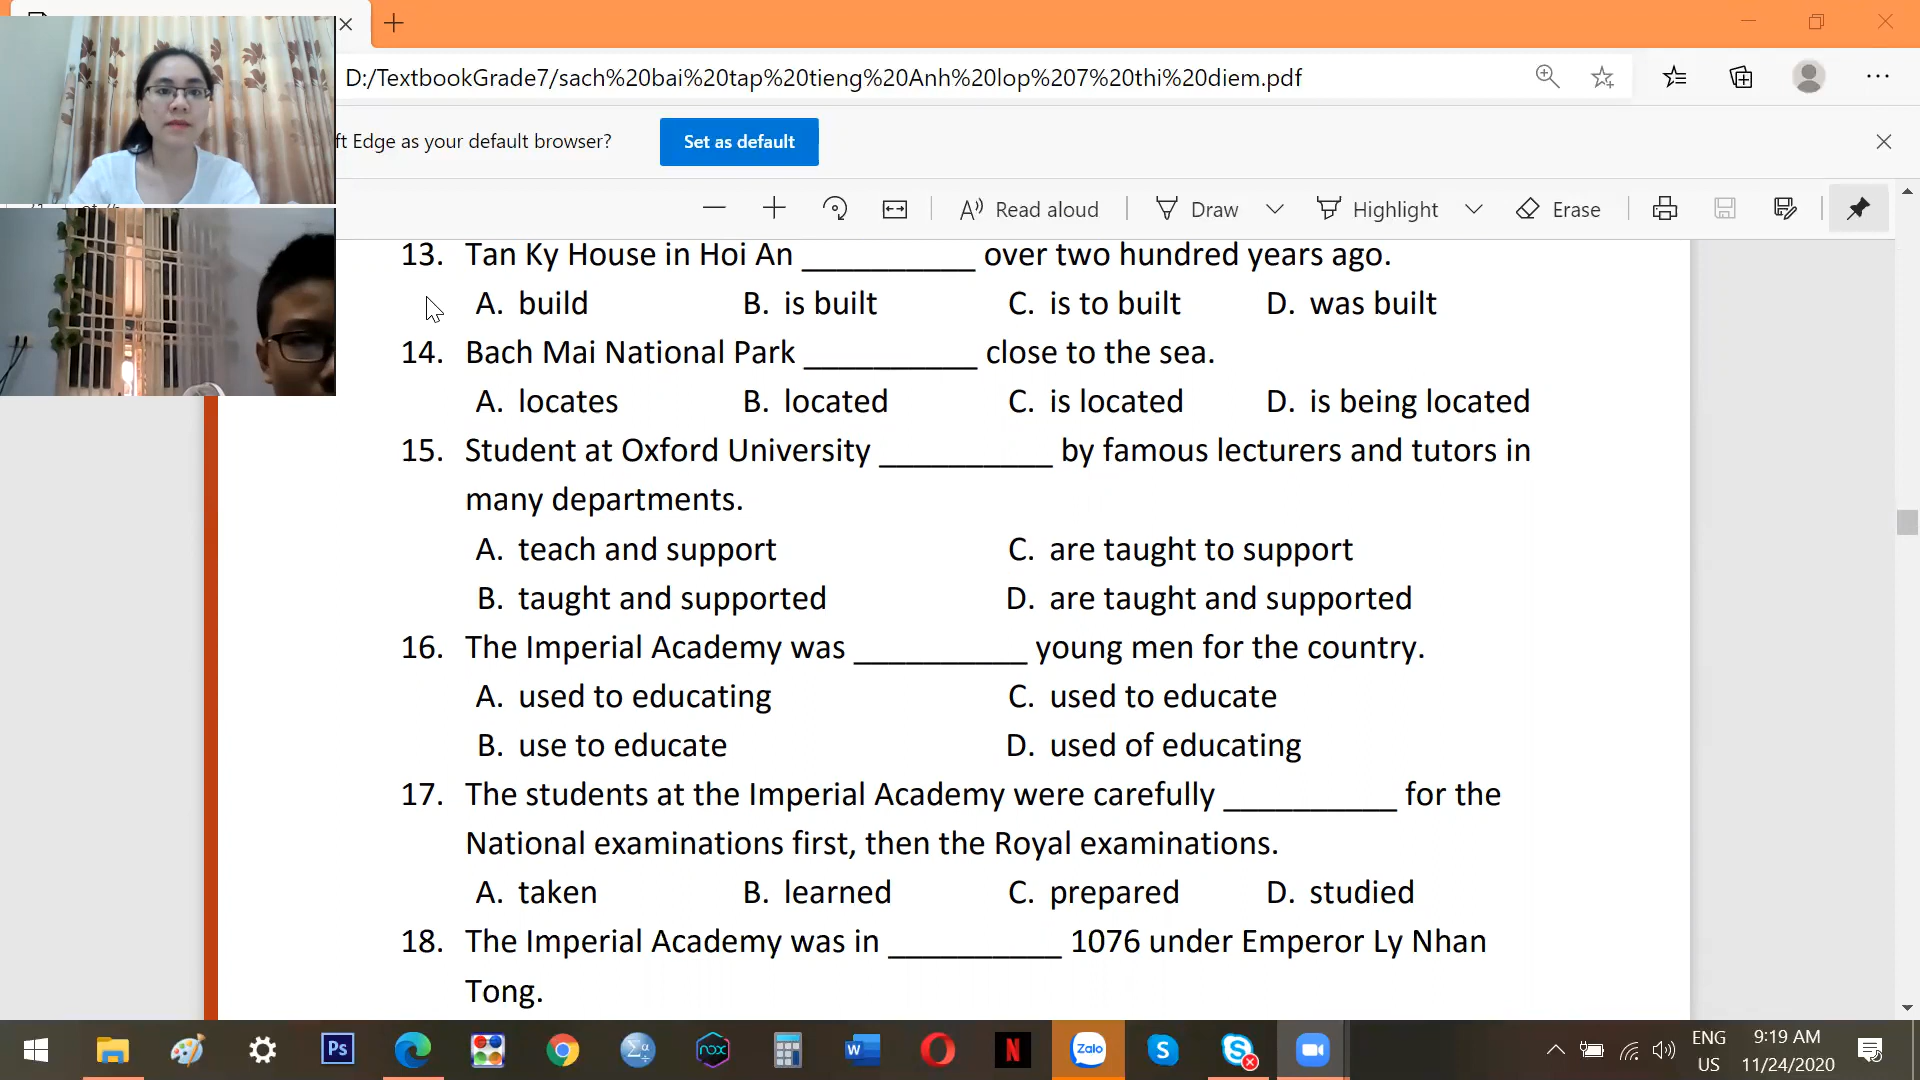 D:/TextbookGrade7/sach%20bai%20tap%20tieng%20Anh%20lop%207%20thi%20diem.pdf
ft Edge as your default browser? Set as default
Read aloud Draw Highlight Erase
13. Tan Ky House in Hoi An __________ over two hundred years ago.
A. build B. is built C. is to built D. was built
14. Bach Mai National Park __________ close to the sea.
A. locates B. located C. is located D. is being located
15. Student at Oxford University __________ by famous lecturers and tutors in
many departments.
A. teach and support C. are taught to support
B. taught and supported D. are taught and supported
16. The Imperial Academy was __________ young men for the country.
A. used to educating C. used to educate
B. use to educate D. used of educating
17. The students at the Imperial Academy were carefully __________ for the
National examinations first, then the Royal examinations.
A. taken B. learned C. prepared D. studied
18. The Imperial Academy was in __________ 1076 under Emperor Ly Nhan
Tong.
Ps nox W N Zalo S S
ENG 9:19 AM
US 11/24/2020